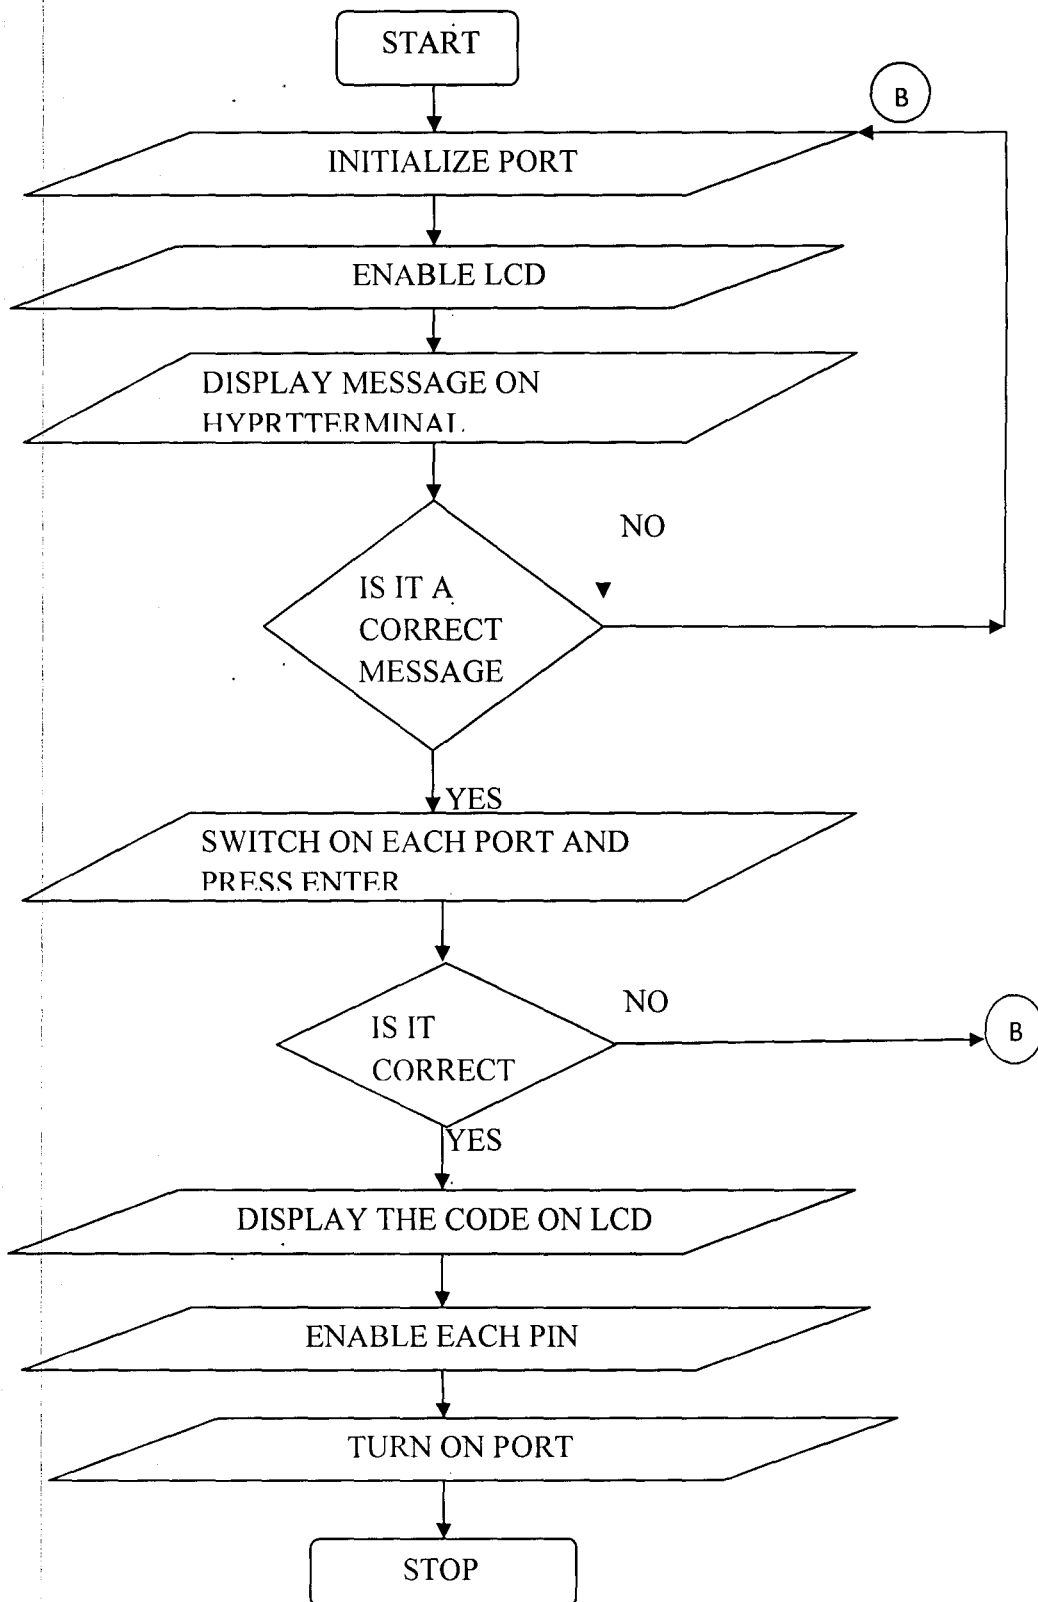 START
B
INITIALIZE PORT
ENABLE LCD
DISPLAY MESSAGE ON
HYPRTTERMINAL
NO
IS IT A
CORRECT
MESSAGE
YES
SWITCH ON EACH PORT AND
PRESS ENTER
NO
IS IT
CORRECT
B
YES
DISPLAY THE CODE ON LCD
ENABLE EACH PIN
TURN ON PORT
STOP